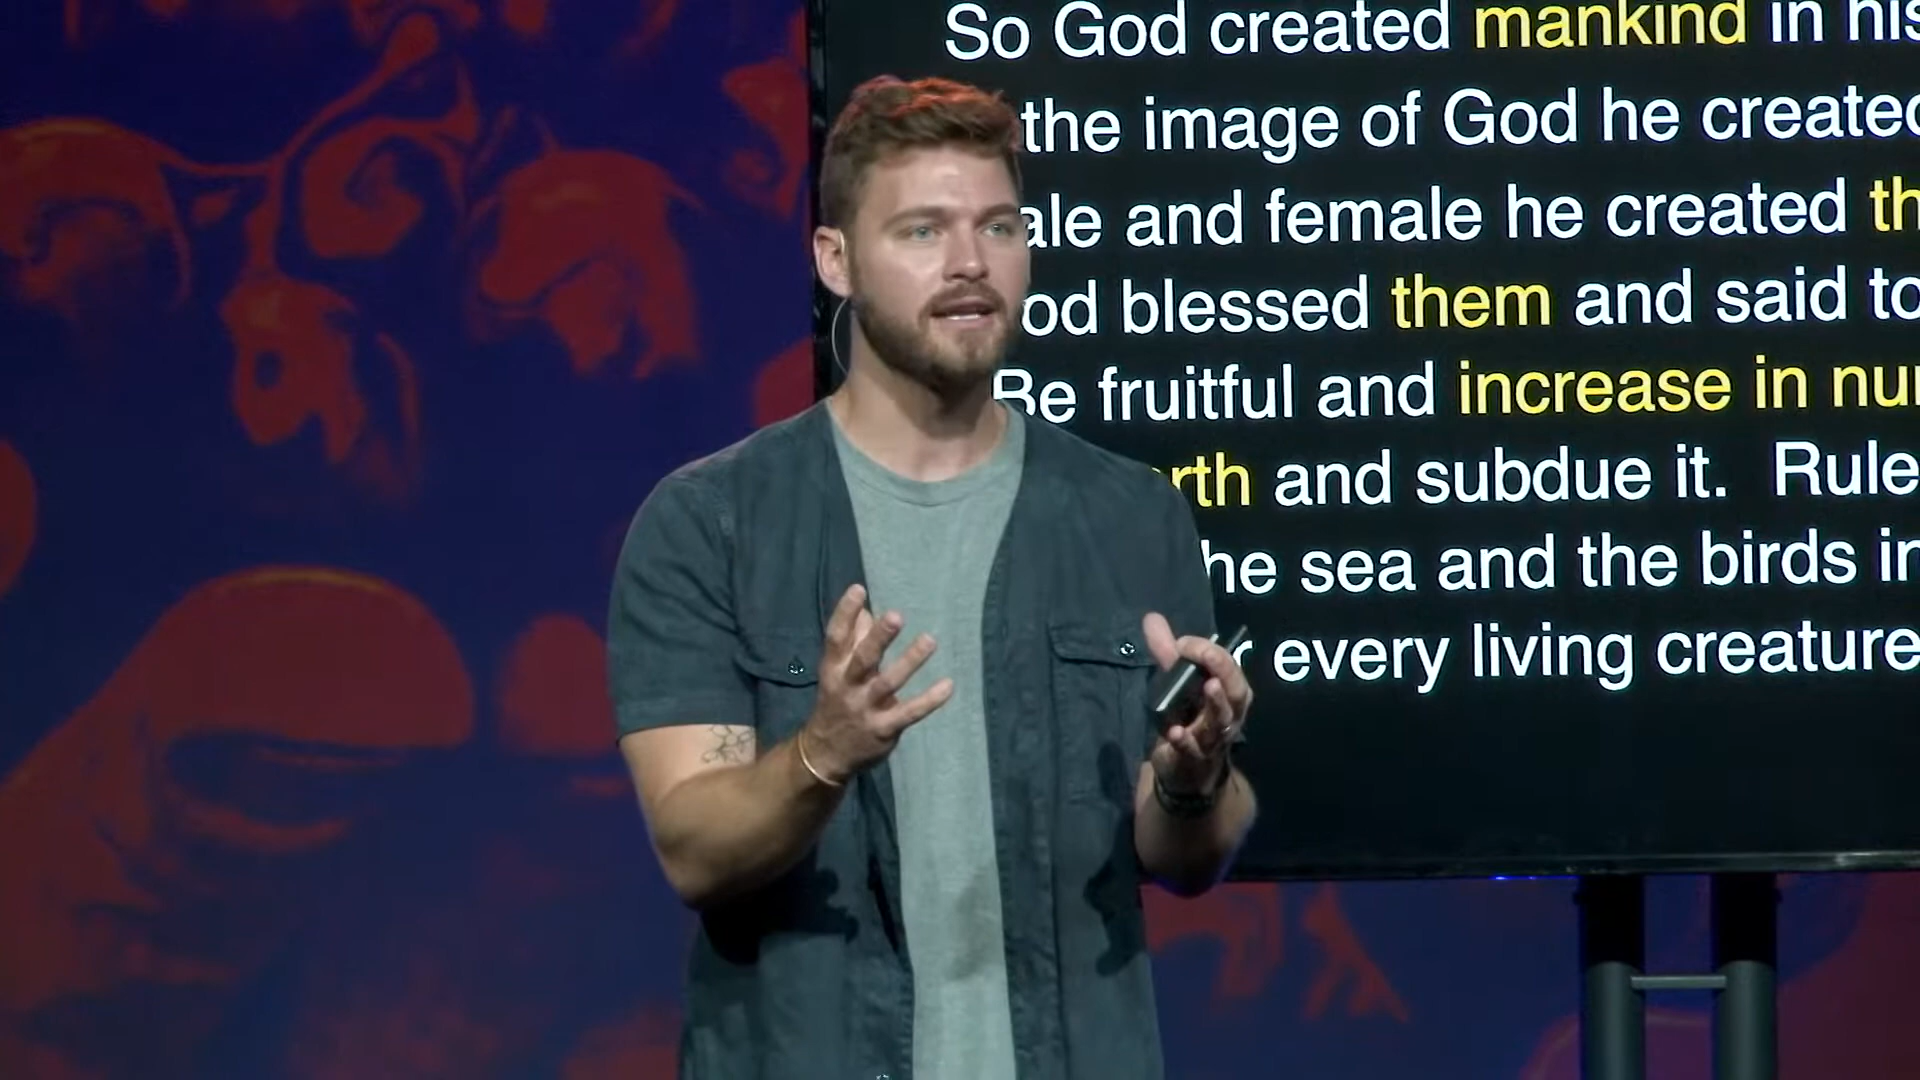 So God created mankind in his
the image of God he created
ale and female he created th
od blessed them and said to
Be fruitful and increase in nu
rth and subdue it. Rule
he sea and the birds in
r every living creature